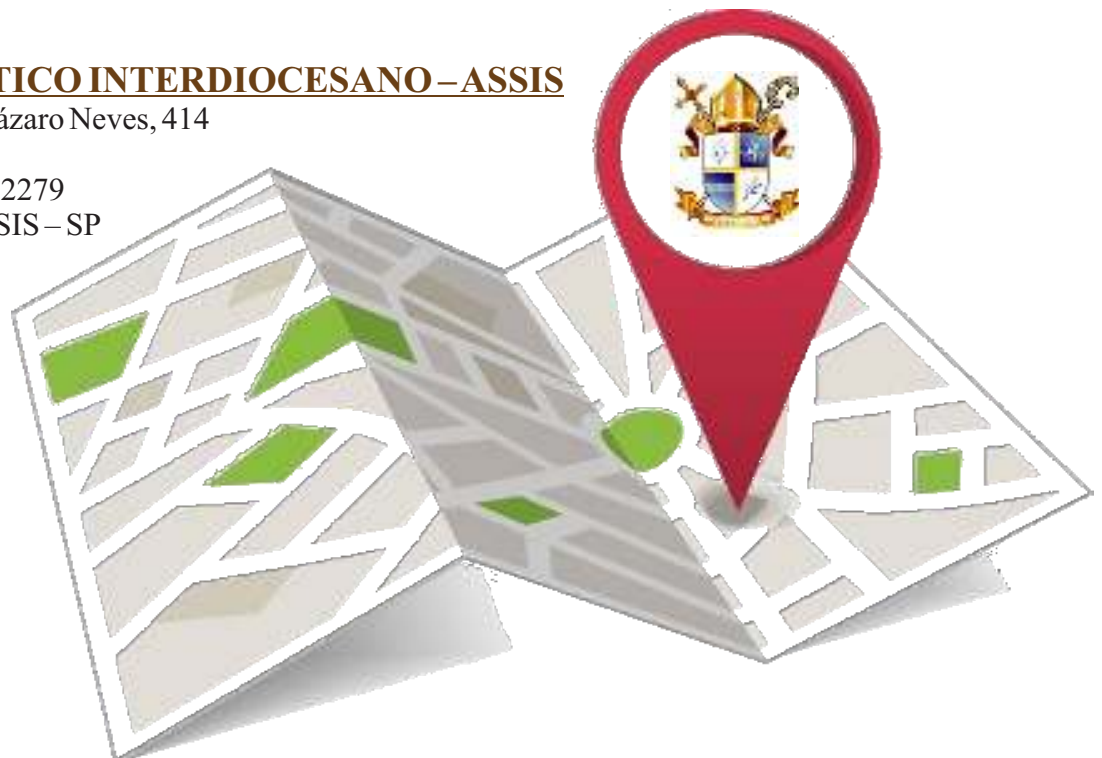 TICO INTERDIOCESANO – ASSIS
ázaro Neves, 414
2279
SIS – SP